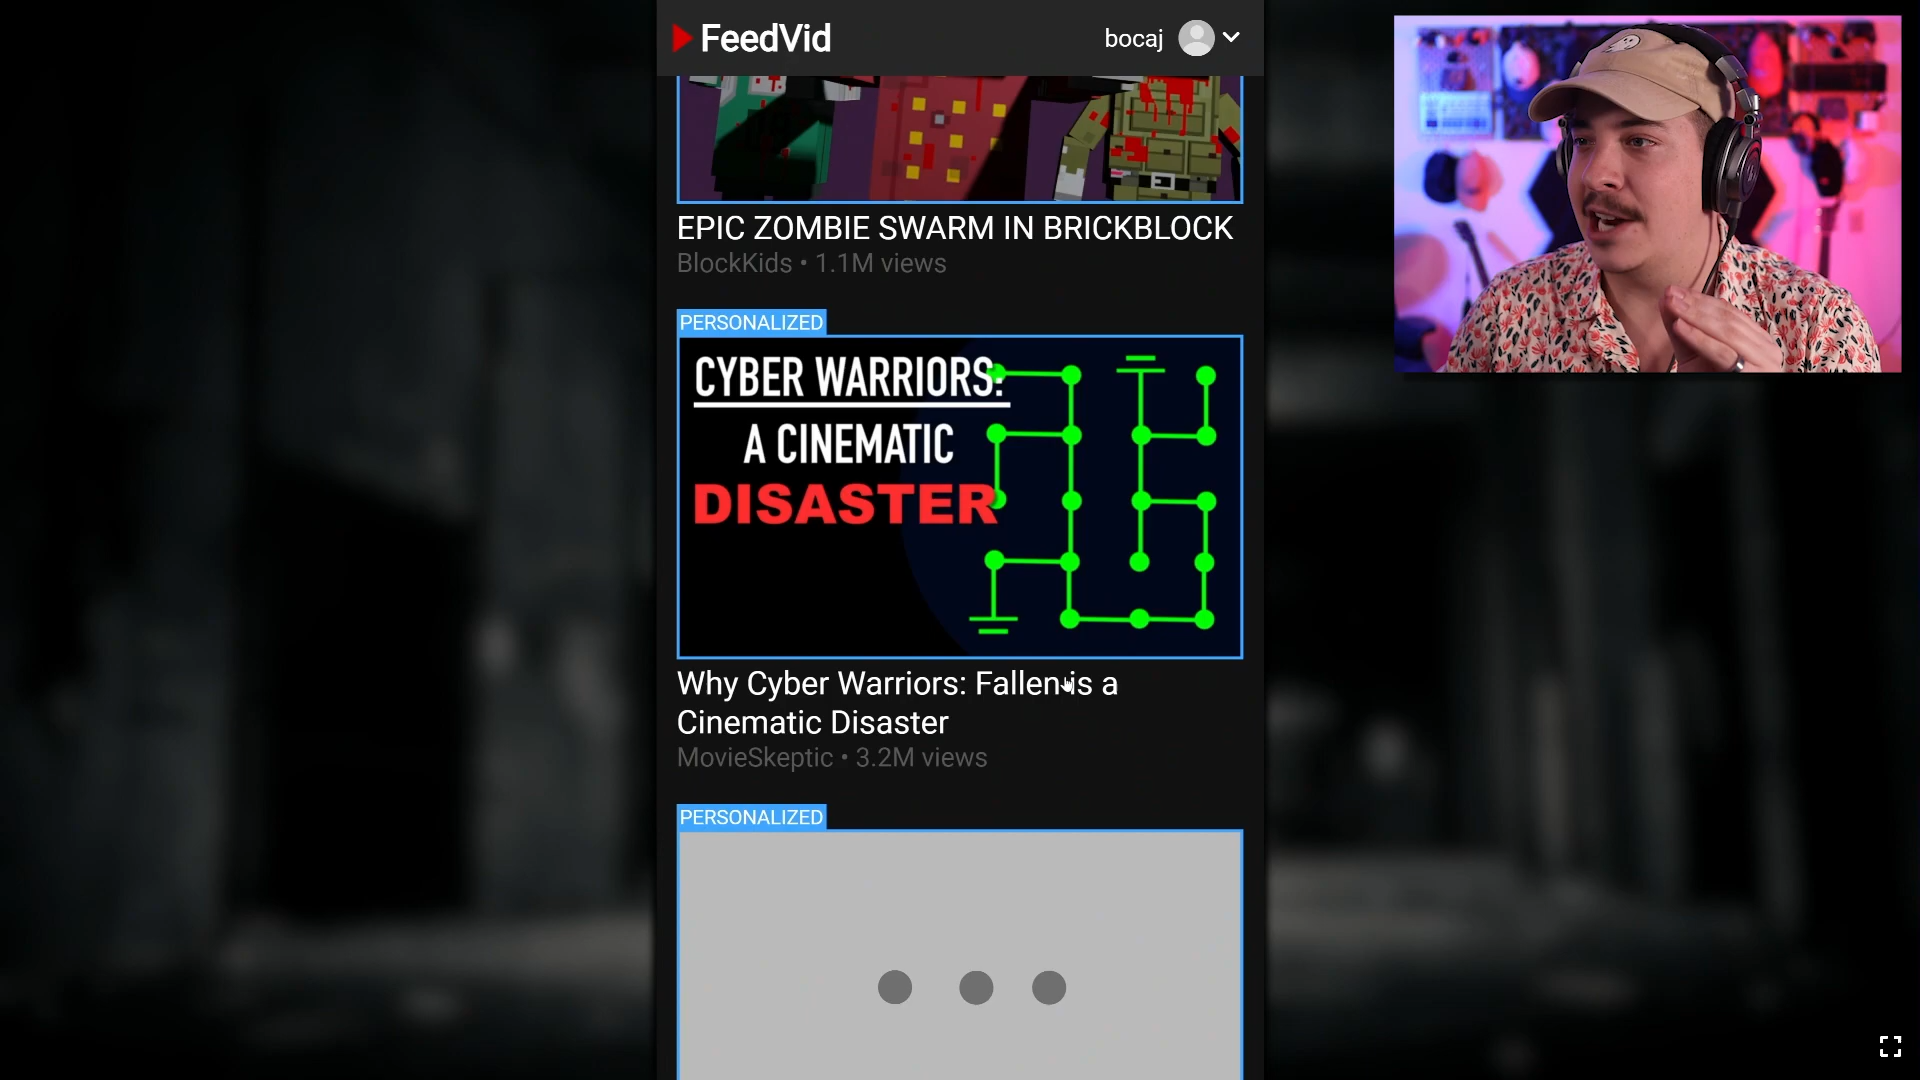 FeedVid
bocaj
EPIC ZOMBIE SWARM IN BRICKBLOCK
BlockKids • 1.1M views
PERSONALIZED
CYBER WARRIORS:
A CINEMATIC
DISASTER
Why Cyber Warriors: Fallen is a
Cinematic Disaster
MovieSkeptic • 3.2M views
PERSONALIZED